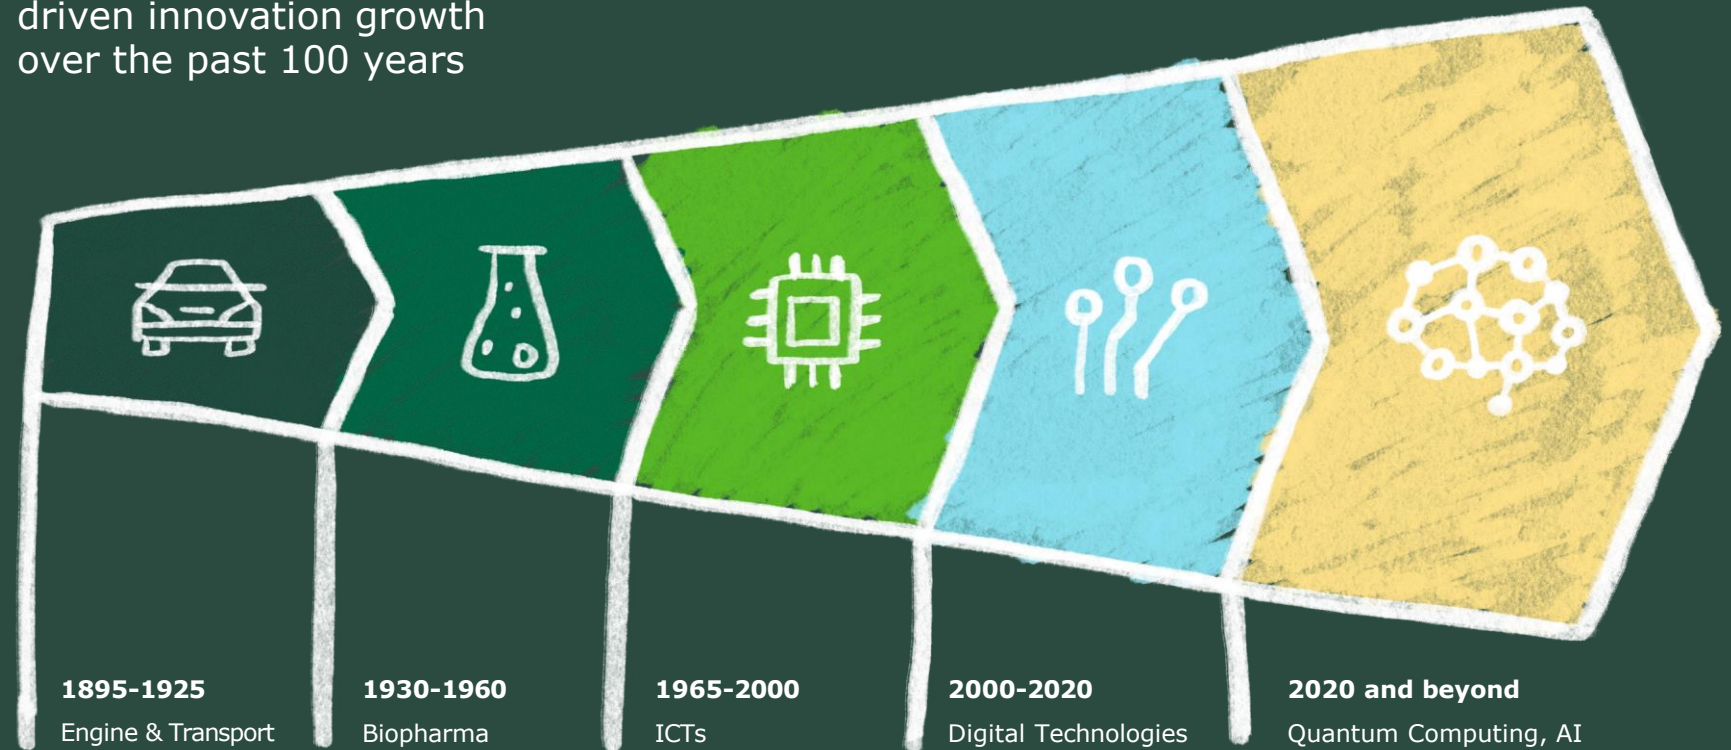 driven innovation growth
over the past 100 years
1895-1925
Engine & Transport
1930-1960
Biopharma
1965-2000
ICTs
2000-2020
Digital Technologies
2020 and beyond
Quantum Computing, AI